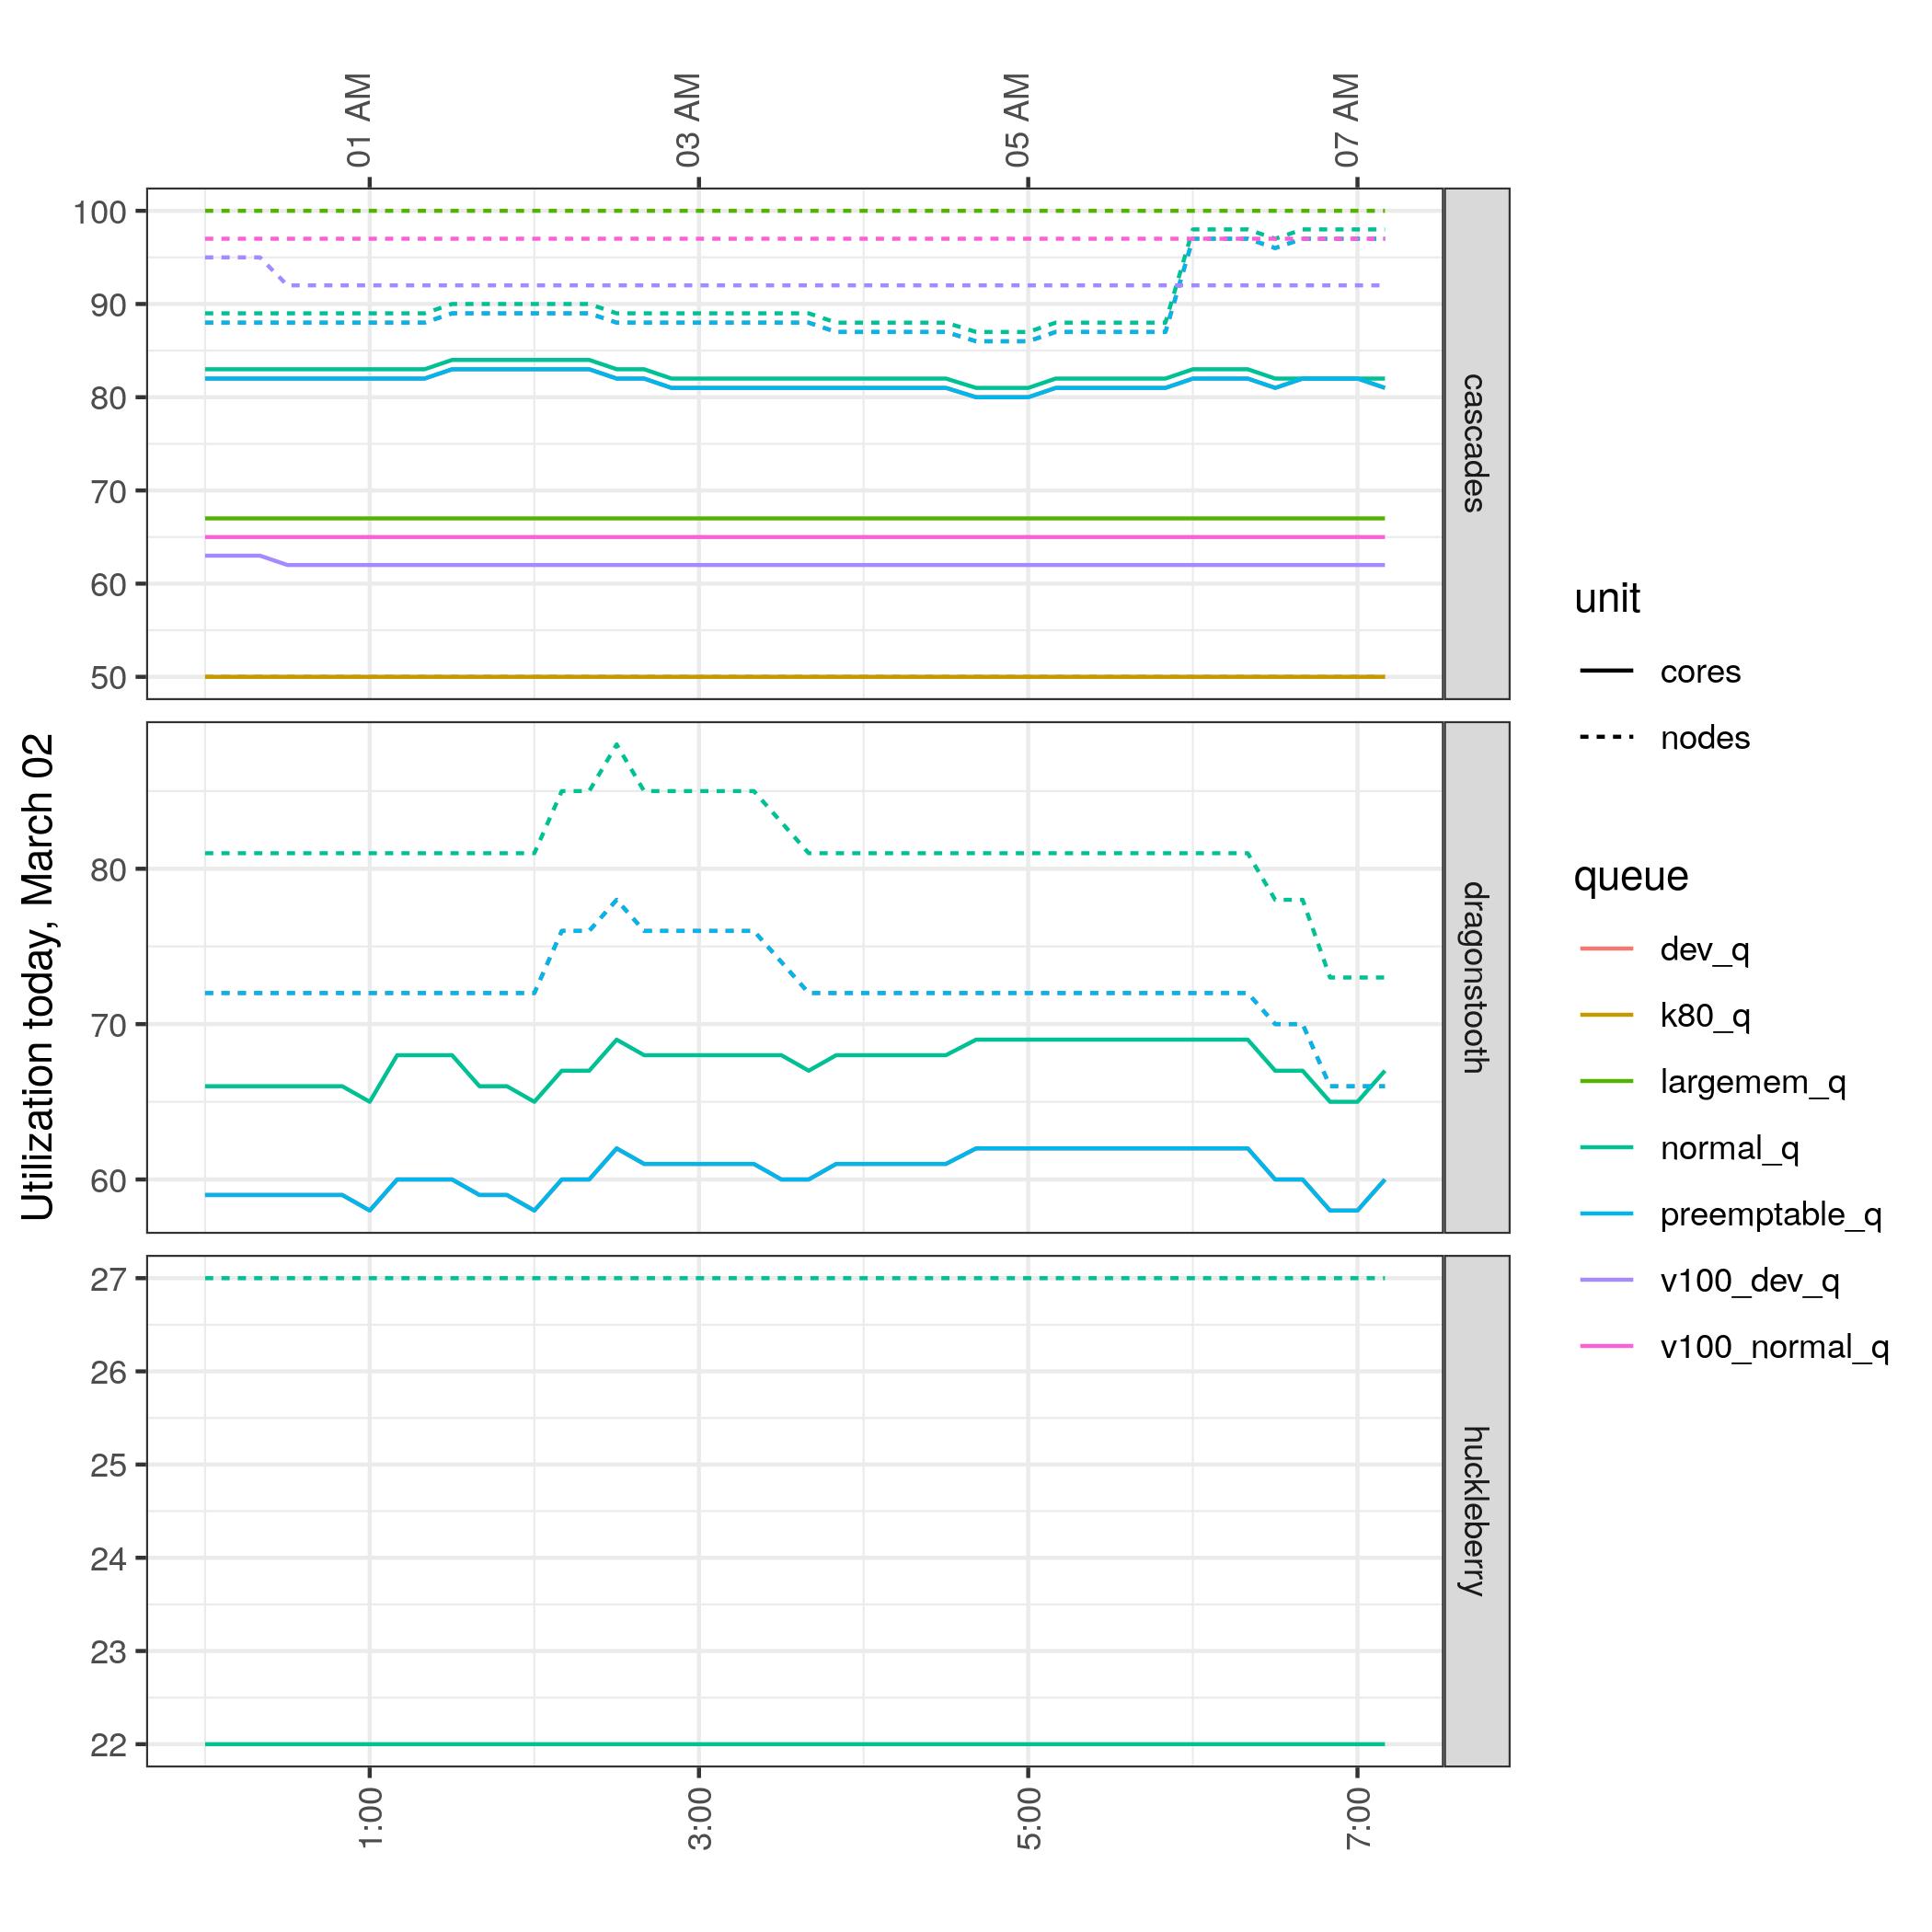 01 AM
03 AM
05 AM
07 AM
Utilization today, March 02
100
90
80
70
60
50
cascades
80
70
60
dragonstooth
27
26
25
24
23
22
huckleberry
1:00
3:00
5:00
7:00
unit
cores
nodes
queue
dev_q
k80_q
largemem_q
normal_q
preemptable_q
v100_dev_q
v100_normal_q